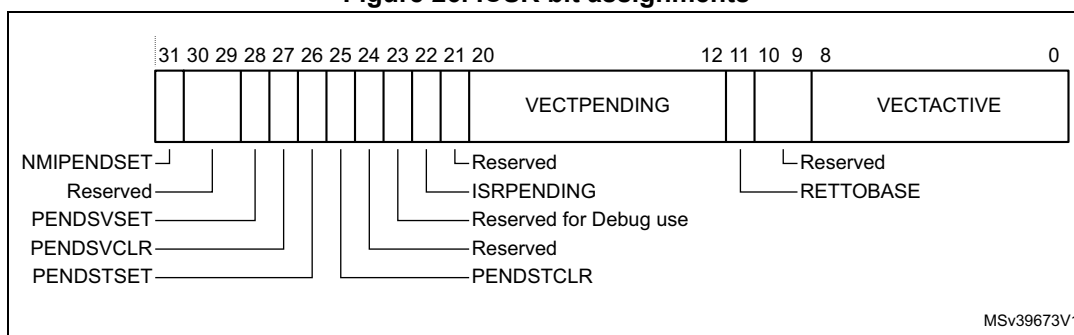 Figure 26. ICSR bit assignments
31 30 29 28 27 26 25 24 23 22 21 20 12 11 10 9 8 0
VECTPENDING VECTACTIVE
NMIPENDSET Reserved Reserved
Reserved ISRPENDING RETTOBASE
PENDSVSET Reserved for Debug use
PENDSVCLR Reserved
PENDSTSET PENDSTCLR
MSv39673V1